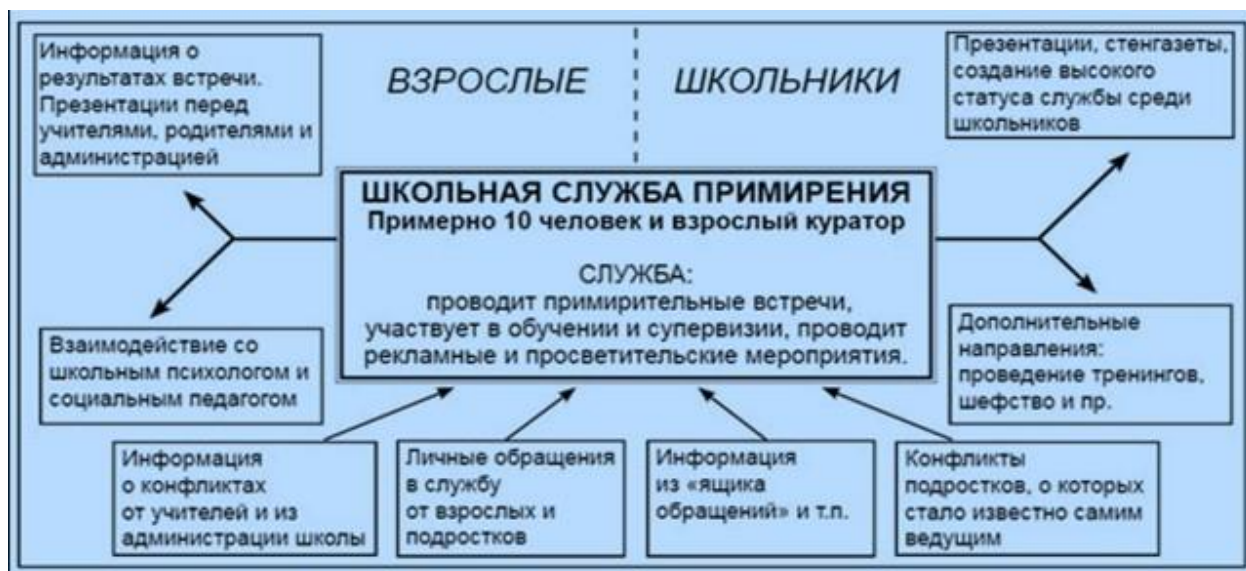 Информация о
результатах встречи.
Презентации перед
учителями, родителями и
администрацией
ВЗРОСЛЫЕ
ШКОЛЬНИКИ
Презентации, стенгазеты,
создание высокого
статуса службы среди
школьников
ШКОЛЬНАЯ СЛУЖБА ПРИМИРЕНИЯ
Примерно 10 человек и взрослый куратор
СЛУЖБА:
проводит примирительные встречи,
участвует в обучении и супервизии, проводит
рекламные и просветительские мероприятия.
Взаимодействие со
школьным психологом и
социальным педагогом
Дополнительные
направления:
проведение тренингов,
шефство и пр.
Информация
о конфликтах
от учителей и из
администрации школы
Личные обращения
в службу
от взрослых и
подростков
Информация
из «ящика
обращений» и т.п.
Конфликты
подростков, о которых
стало известно самим
ведущим